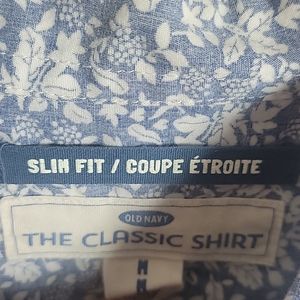 SLIM FIT / COUPE ÉTROITE
OLD NAVY
THE CLASSIC SHIRT
M M